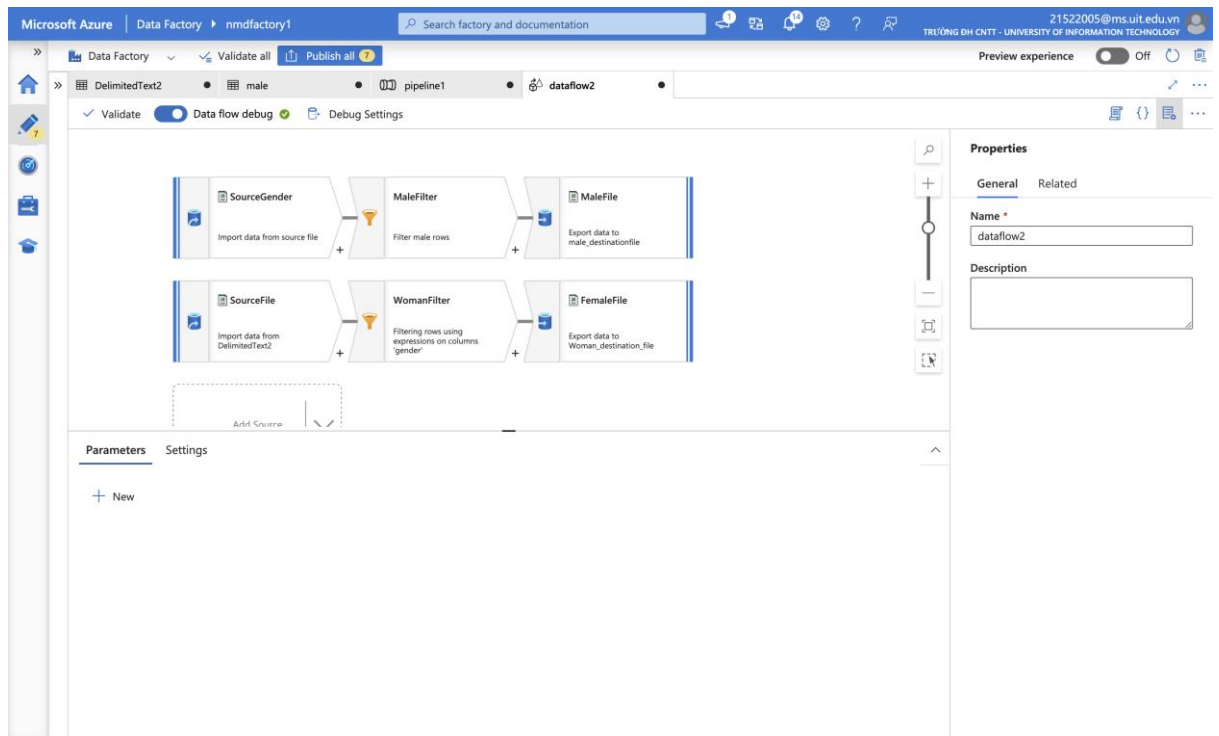 Microsoft Azure Data Factory nmdfactory1 Search factory and documentation 1 14 21522005@ms.uit.edu.vn
TRƯỜNG ĐH CNTT - UNIVERSITY OF INFORMATION TECHNOLOGY
Data Factory Validate all Publish all 7 Preview experience Off
DelimitedText2 male pipeline1 dataflow2
Validate Data flow debug Debug Settings
7
Properties
General Related
Name *
dataflow2
Description
SourceGender
Import data from source file
+
MaleFilter
Filter male rows
+
MaleFile
Export data to
male_destinationfile
SourceFile
Import data from
DelimitedText2
+
WomanFilter
Filtering rows using
expressions on columns
'gender'
+
FemaleFile
Export data to
Woman_destination_file
Add Source
Parameters Settings
+ New